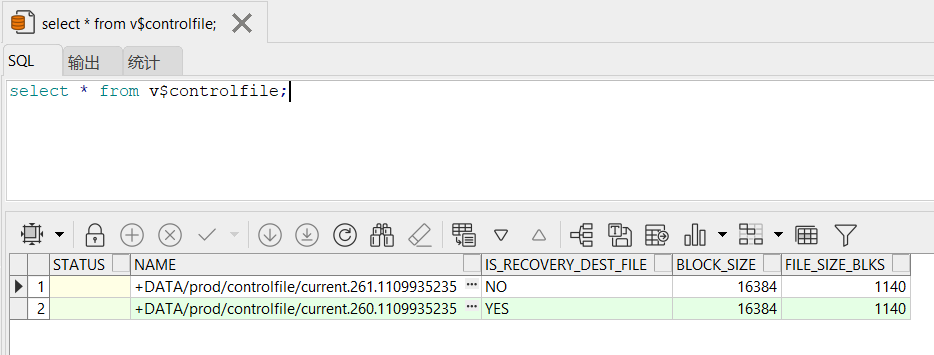 select * from v$controlfile;
SQL 输出 统计
select * from v$controlfile;
STATUS NAME IS_RECOVERY_DEST_FILE BLOCK_SIZE FILE_SIZE_BLKS
1 +DATA/prod/controlfile/current.261.1109935235 ··· NO 16384 1140
2 +DATA/prod/controlfile/current.260.1109935235 ··· YES 16384 1140